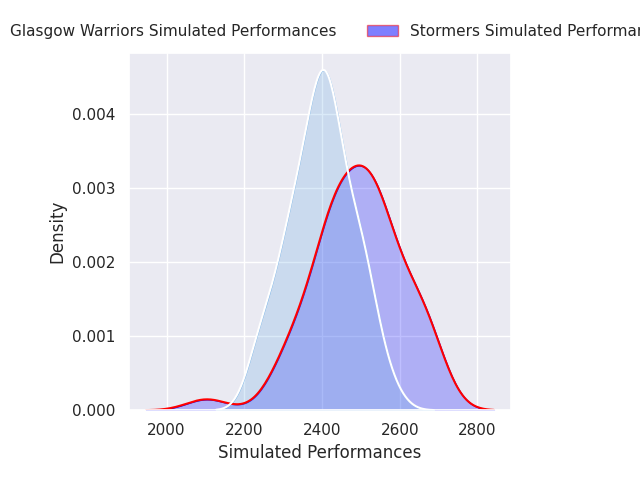 Glasgow Warriors Simulated Performances Stormers Simulated Performan
0.004
0.003
0.002
0.001
0.000
Density
2000 2200 2400 2600 2800
Simulated Performances